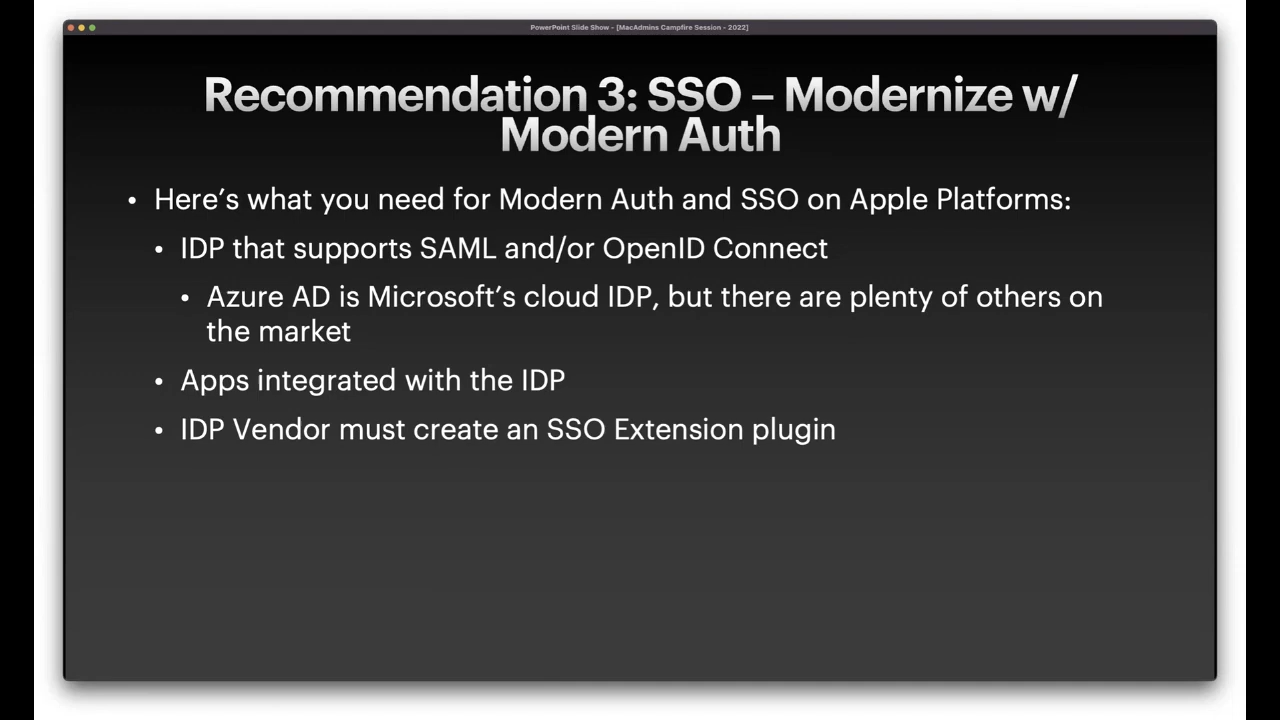 PowerPoint Slide Show - [MacAdmins Campfire Session - 2022]
Recommendation 3: SSO – Modernize w/
Modern Auth
• Here’s what you need for Modern Auth and SSO on Apple Platforms:
• IDP that supports SAML and/or OpenID Connect
• Azure AD is Microsoft’s cloud IDP, but there are plenty of others on
the market
• Apps integrated with the IDP
• IDP Vendor must create an SSO Extension plugin